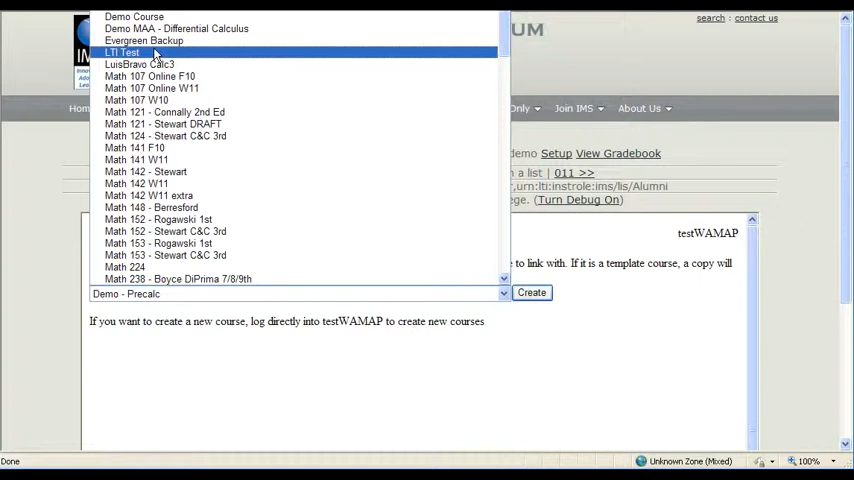 search : contact us
Demo Course
Demo MAA - Differential Calculus
Evergreen Backup
LTI Test
LuisBravo Calc3
Math 107 Online F10
Math 107 Online W11
Math 107 W10
Math 121 - Connally 2nd Ed
Math 121 - Stewart DRAFT
Math 124 - Stewart C&C 3rd
Math 141 F10
Math 141 W11
Math 142 - Stewart
Math 142 W11
Math 142 W11 extra
Math 148 - Berresford
Math 152 - Rogawski 1st
Math 152 - Stewart C&C 3rd
Math 153 - Rogawski 1st
Math 153 - Stewart C&C 3rd
Math 224
Math 238 - Boyce DiPrima 7/8/9th
Demo - Precalc
Create
UM
Hom
Only Join IMS About Us
demo Setup View Gradebook
n a list | 011 >>
,urn:lti:instrole:ims/lis/Alumni
ege. (Turn Debug On)
testWAMAP
e to link with. If it is a template course, a copy will
If you want to create a new course, log directly into testWAMAP to create new courses
Done
Unknown Zone (Mixed)
100%